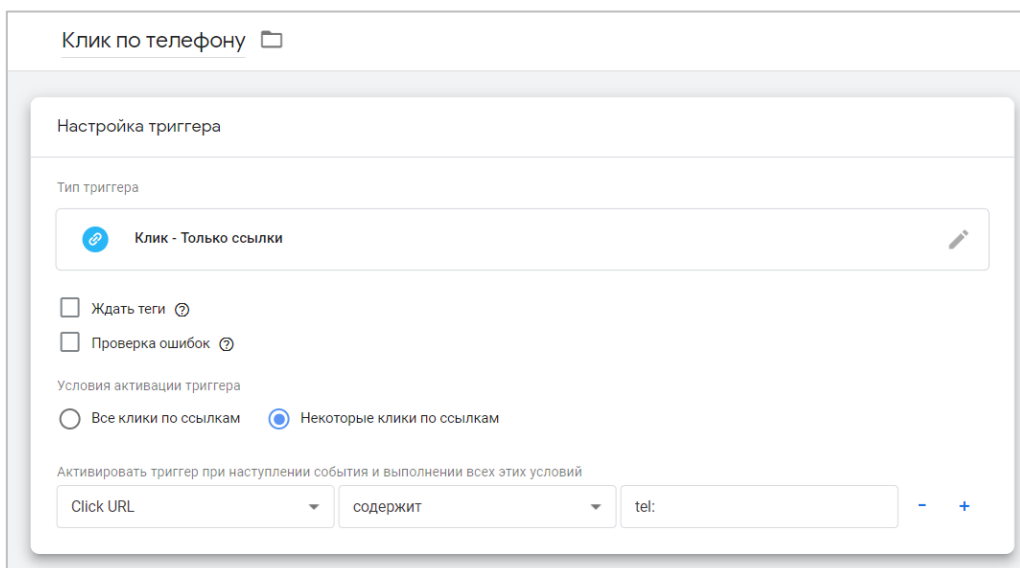 Клик по телефону
Настройка триггера
Тип триггера
Клик - Только ссылки
Ждать теги
Проверка ошибок
Условия активации триггера
Все клики по ссылкам Некоторые клики по ссылкам
Активировать триггер при наступлении события и выполнении всех этих условий
Click URL содержит tel: - +